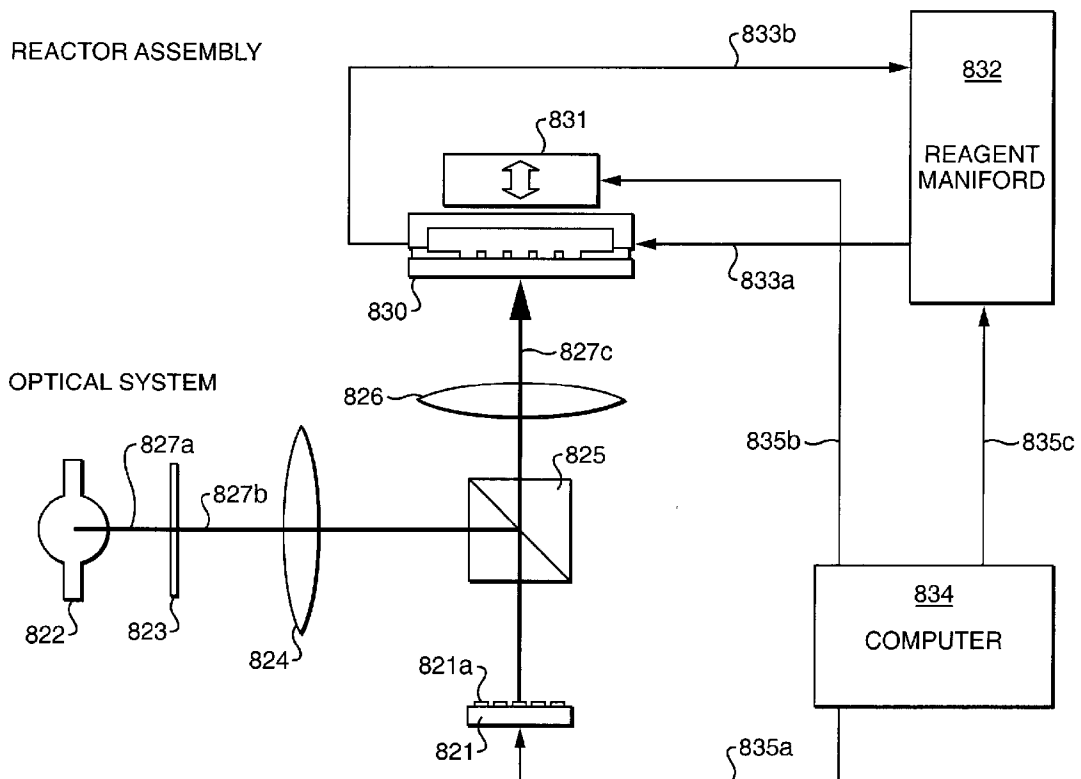 REACTOR ASSEMBLY
833b
832
REAGENT
MANIFORD
831
833a
830
827c
OPTICAL SYSTEM
826
835b
835c
827a
825
827b
822
823
824
834
COMPUTER
821a
821
835a